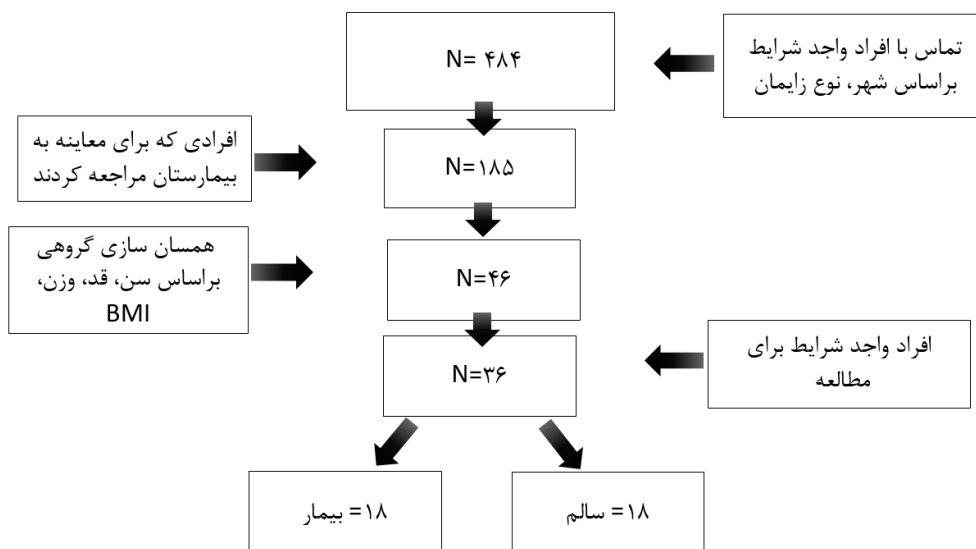 N= ۴۸۴
تماس با افراد واجد شرایط
براساس شهر، نوع زایمان
افرادی که برای معاینه به
بیمارستان مراجعه کردند
N=۱۸۵
همسان سازی گروهی
براساس سن، قد، وزن،
BMI
N=۴۶
N=۳۶
افراد واجد شرایط برای
مطالعه
۱۸= سالم
۱۸= بیمار